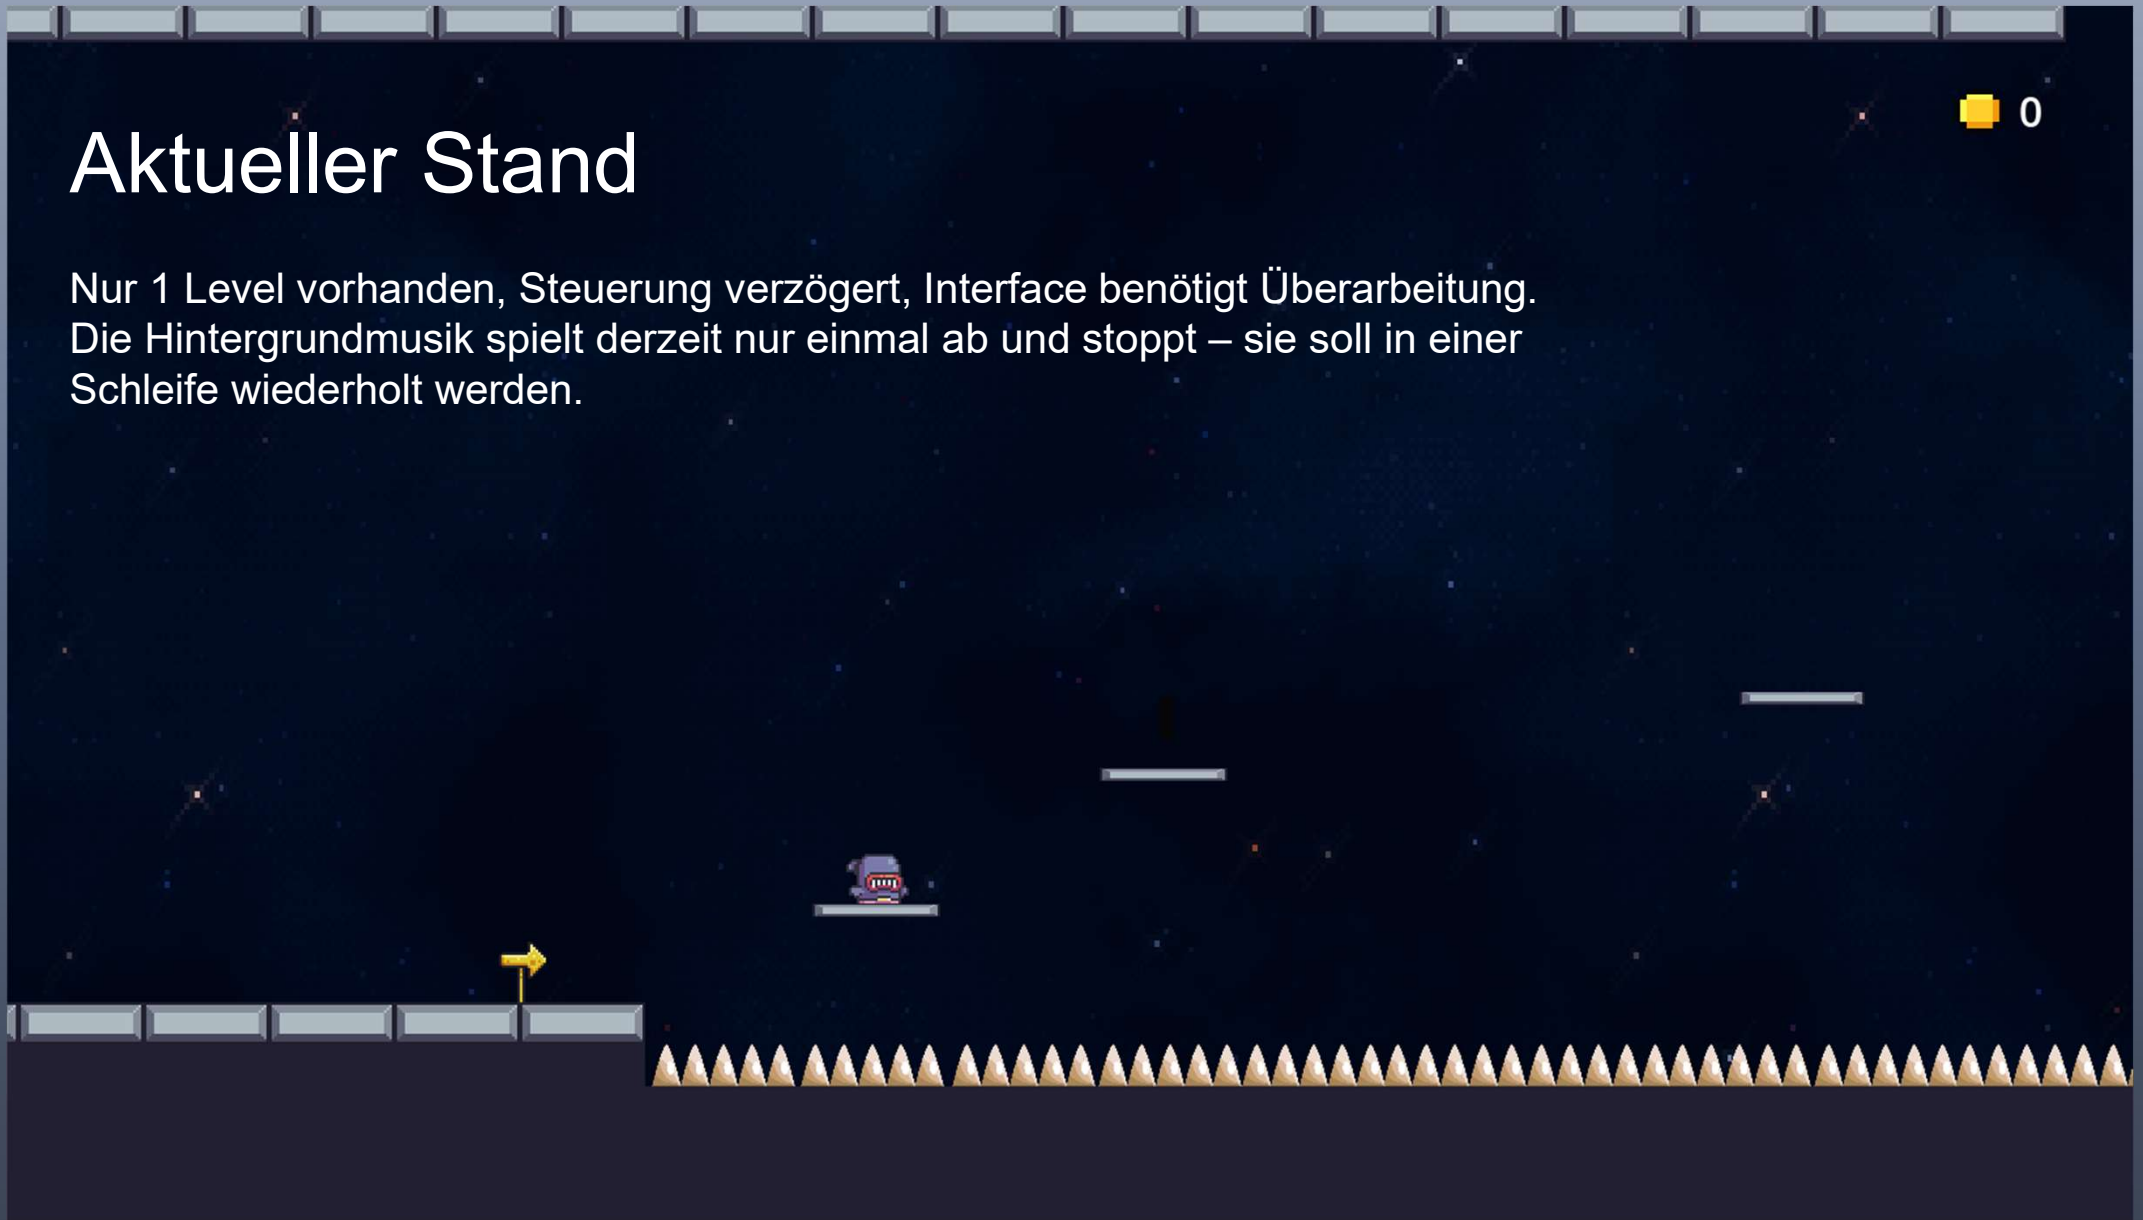 0
Aktueller Stand
Nur 1 Level vorhanden, Steuerung verzögert, Interface benötigt Überarbeitung.
Die Hintergrundmusik spielt derzeit nur einmal ab und stoppt – sie soll in einer
Schleife wiederholt werden.